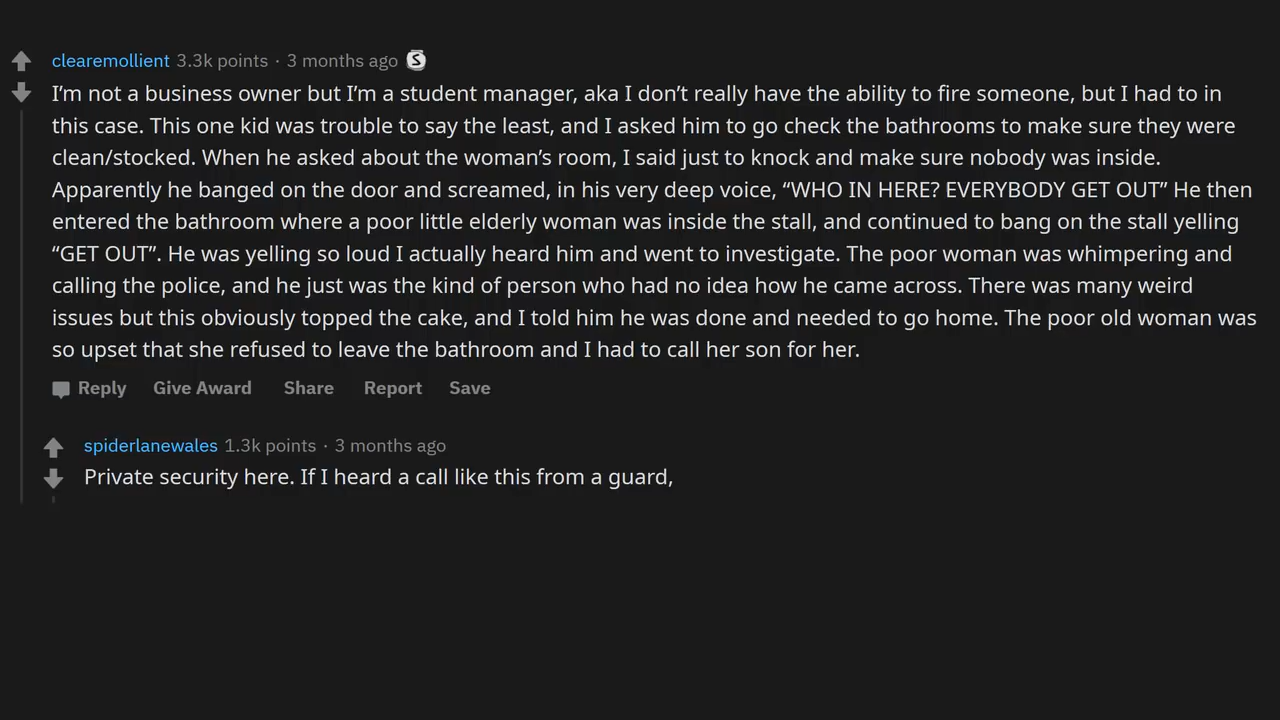 clearemollient 3.3k points · 3 months ago S
I’m not a business owner but I’m a student manager, aka I don’t really have the ability to fire someone, but I had to in
this case. This one kid was trouble to say the least, and I asked him to go check the bathrooms to make sure they were
clean/stocked. When he asked about the woman’s room, I said just to knock and make sure nobody was inside.
Apparently he banged on the door and screamed, in his very deep voice, “WHO IN HERE? EVERYBODY GET OUT” He then
entered the bathroom where a poor little elderly woman was inside the stall, and continued to bang on the stall yelling
“GET OUT”. He was yelling so loud I actually heard him and went to investigate. The poor woman was whimpering and
calling the police, and he just was the kind of person who had no idea how he came across. There was many weird
issues but this obviously topped the cake, and I told him he was done and needed to go home. The poor old woman was
so upset that she refused to leave the bathroom and I had to call her son for her.
Reply Give Award Share Report Save
spiderlanewales 1.3k points · 3 months ago
Private security here. If I heard a call like this from a guard,